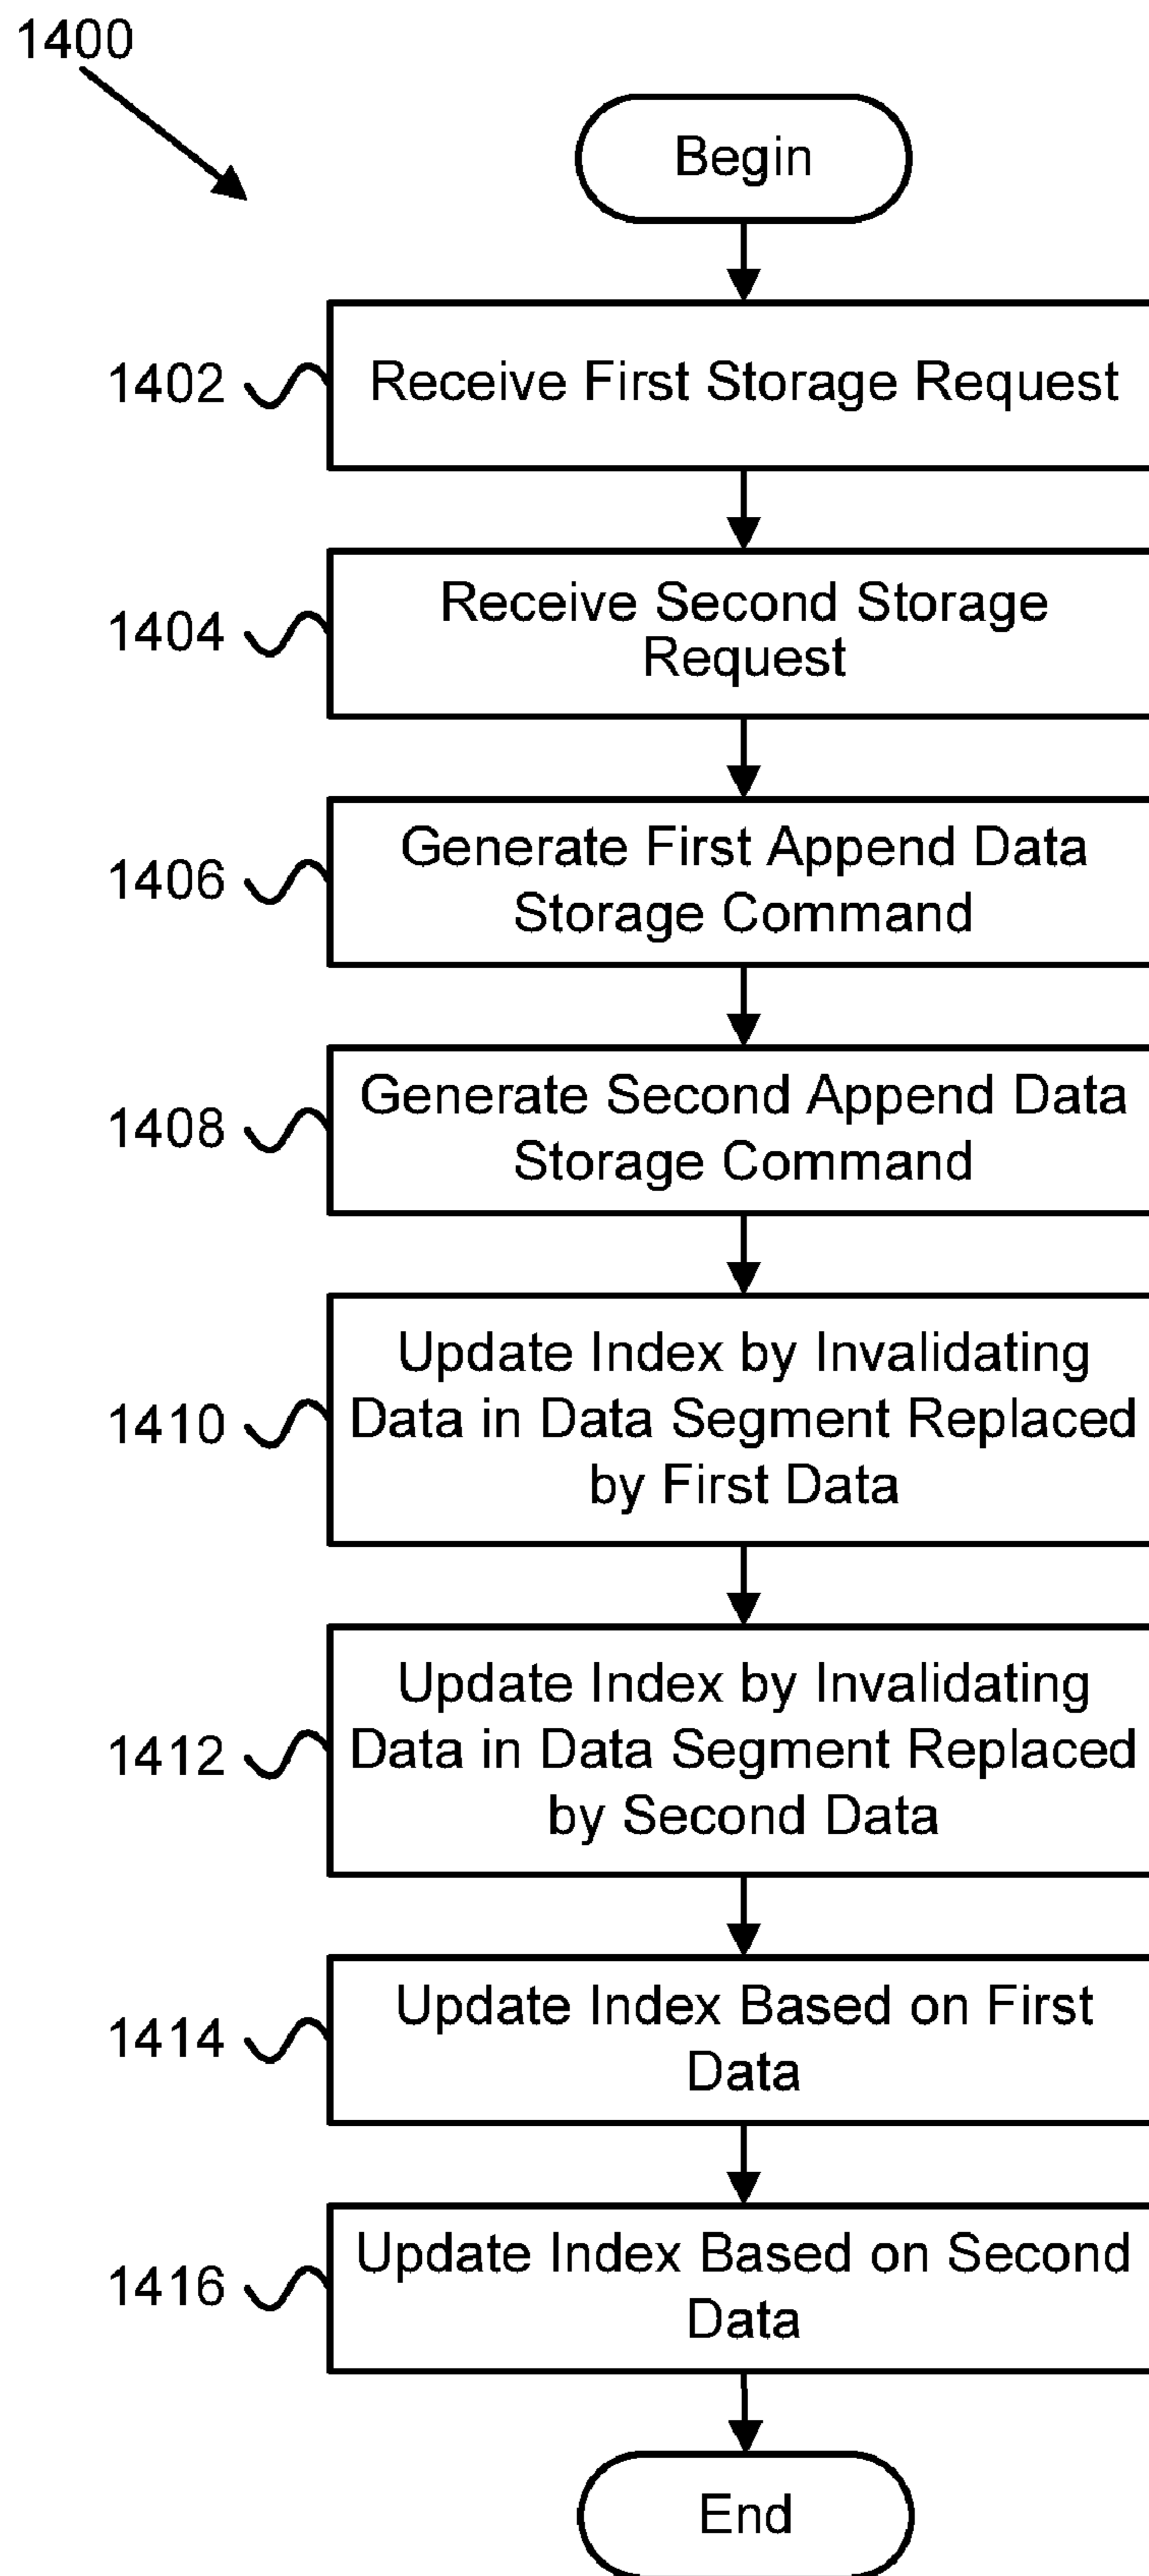 1400
Begin
1402
Receive First Storage Request
1404
Receive Second Storage
Request
1406
Generate First Append Data
Storage Command
1408
Generate Second Append Data
Storage Command
1410
Update Index by Invalidating
Data in Data Segment Replaced
by First Data
1412
Update Index by Invalidating
Data in Data Segment Replaced
by Second Data
1414
Update Index Based on First
Data
1416
Update Index Based on Second
Data
End